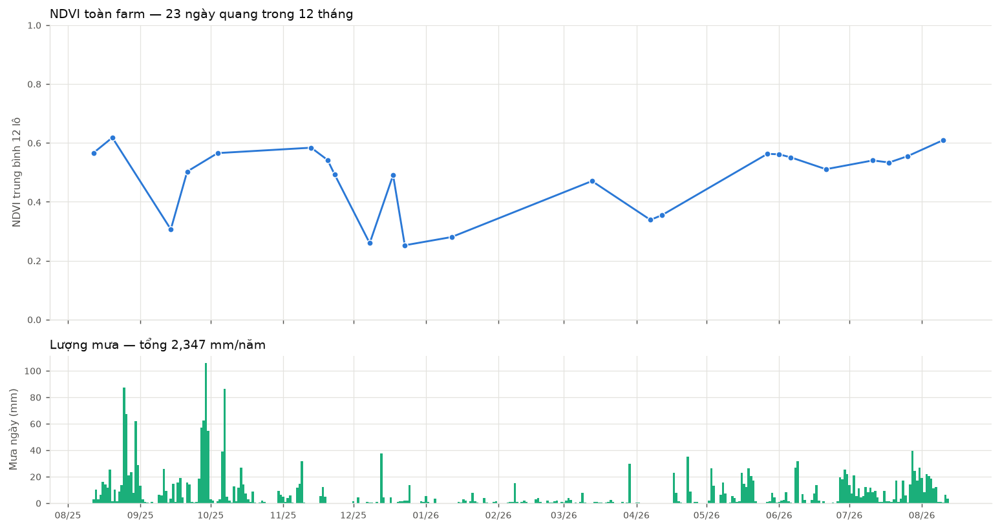 NDVI toàn farm — 23 ngày quang trong 12 tháng
1.0
0.8
0.6
0.4
0.2
0.0
NDVI trung bình 12 lô
Lượng mưa — tổng 2,347 mm/năm
100
80
60
40
20
0
Mưa ngày (mm)
08/25 09/25 10/25 11/25 12/25 01/26 02/26 03/26 04/26 05/26 06/26 07/26 08/26